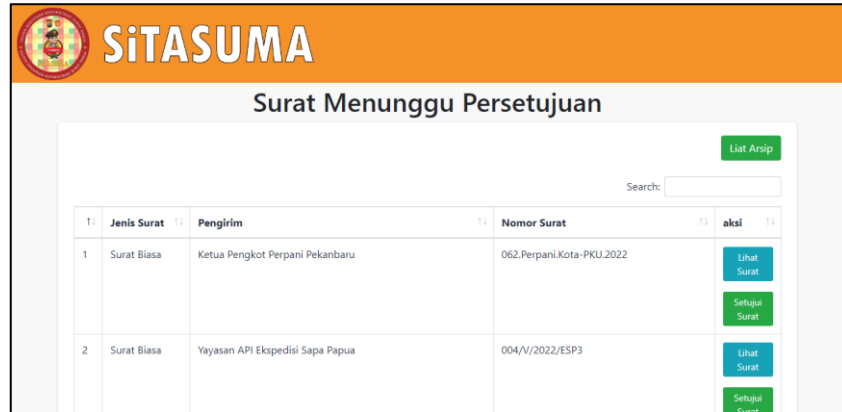 SiTASUMA
Surat Menunggu Persetujuan
Liat Arsip
Search:
Jenis Surat Pengirim Nomor Surat aksi
1 Surat Biasa Ketua Pengkot Perpani Pekanbaru 062.Perpani.Kota-PKU.2022 Lihat
Surat
Setujui
Surat
2 Surat Biasa Yayasan API Ekspedisi Sapa Papua 004/V/2022/ESP3 Lihat
Surat
Setujui
Surat